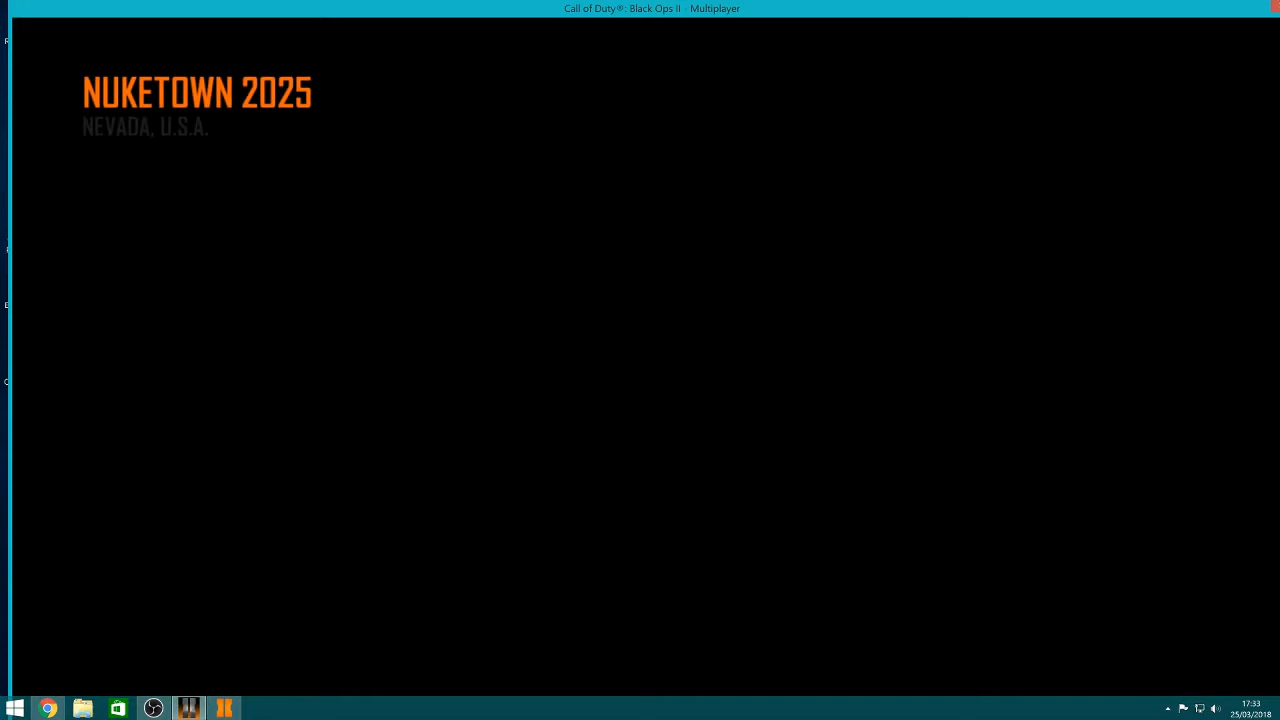 Call of Duty®: Black Ops II - Multiplayer
NUKETOWN 2025
NEVADA, U.S.A.
R
E
C
17:33
25/03/2018